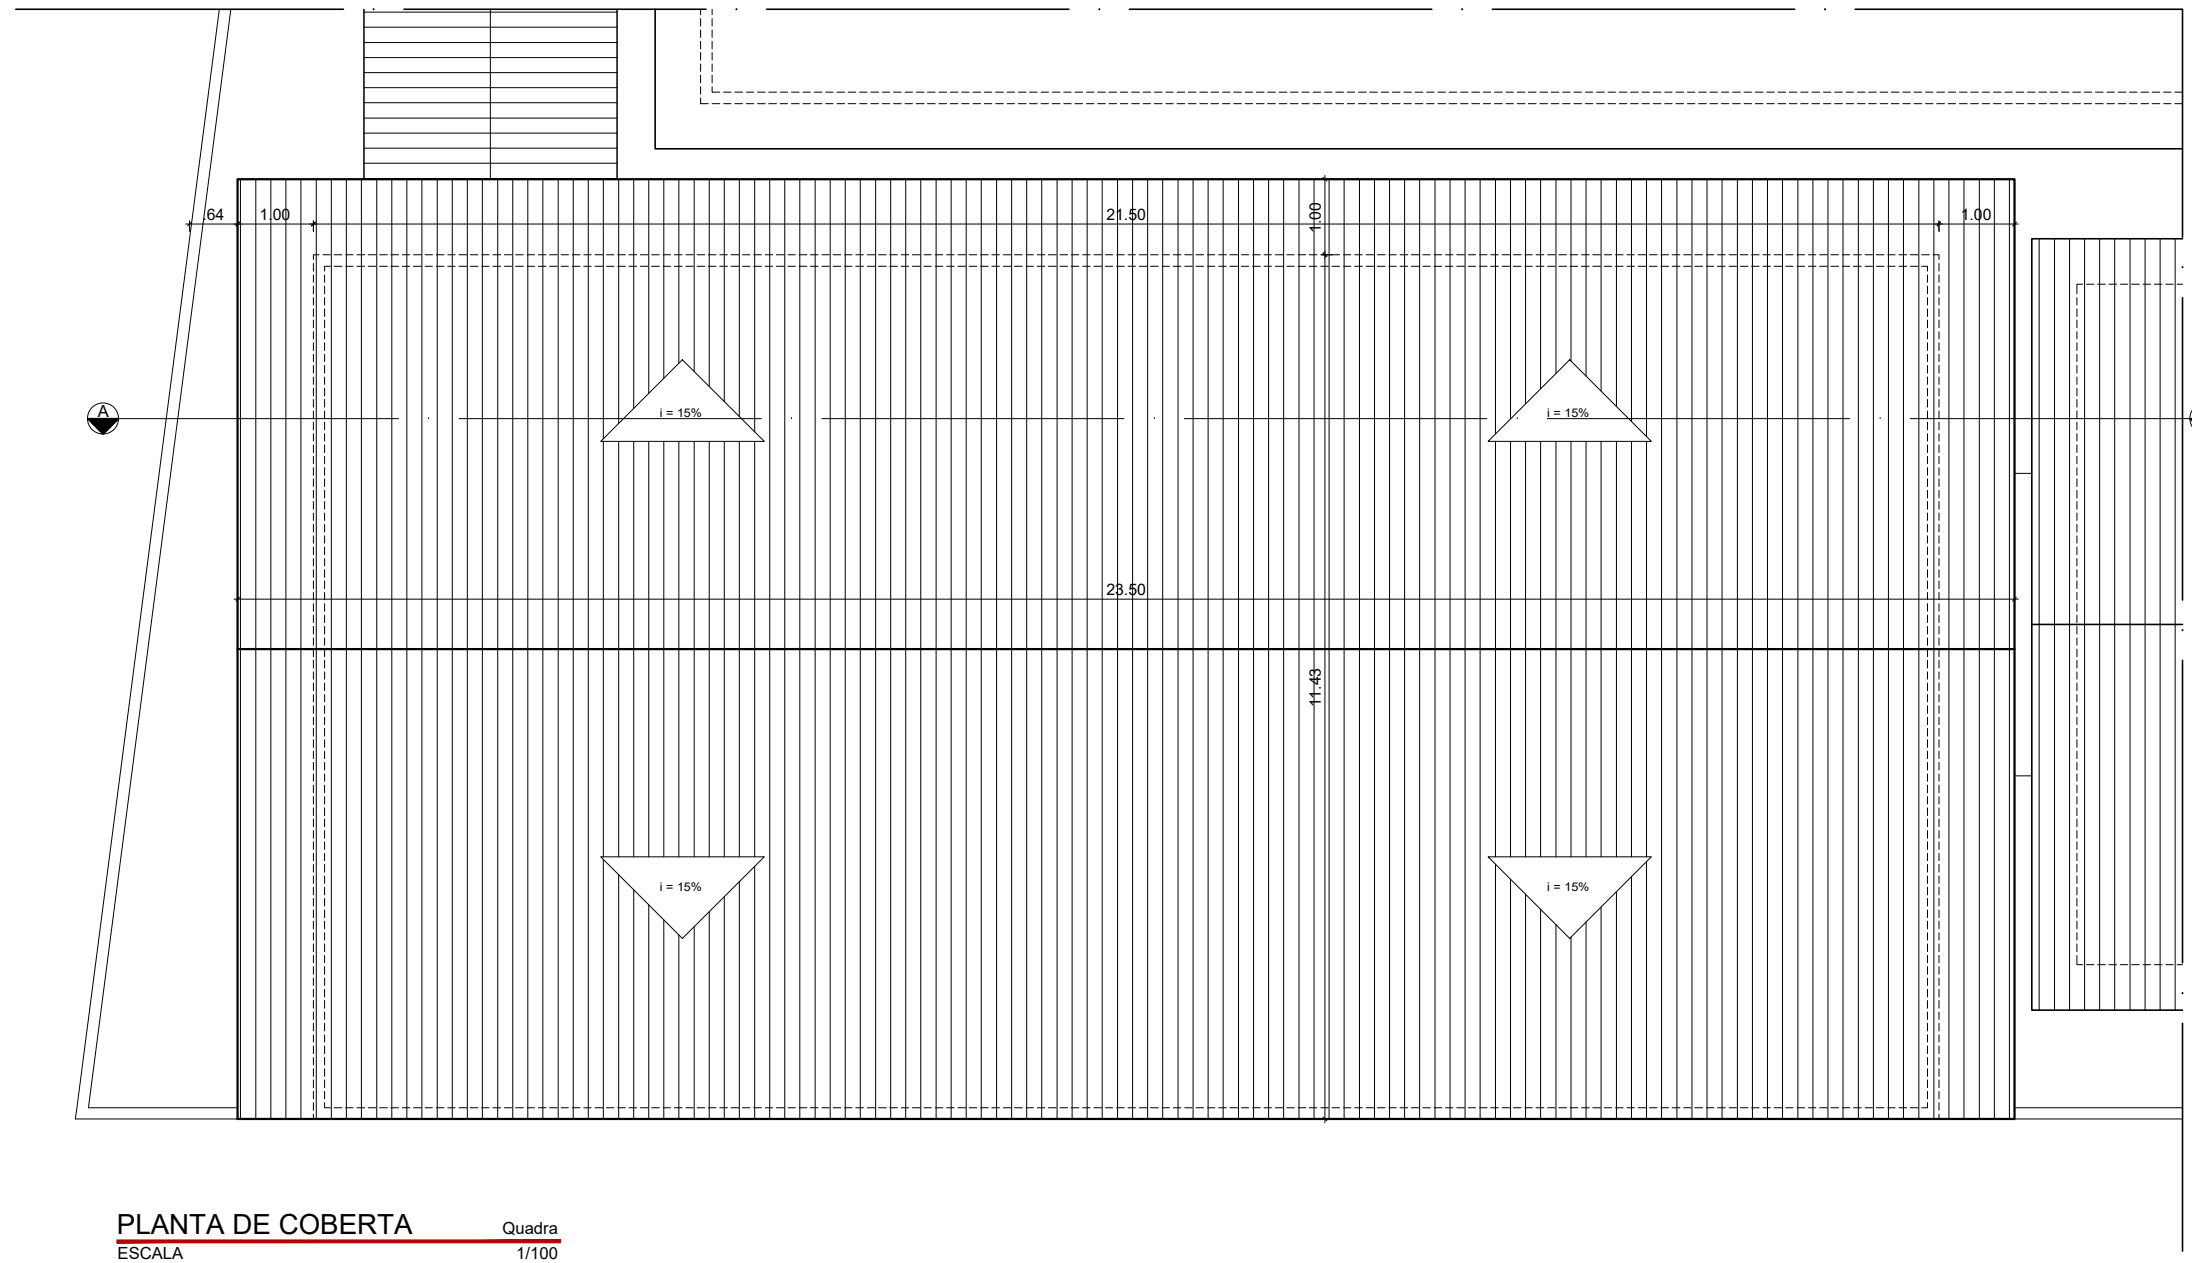 .64 1.00 21.50 1.00 1.00
A
i = 15% i = 15%
23.50
11.43
i = 15% i = 15%
PLANTA DE COBERTA Quadra
ESCALA 1/100